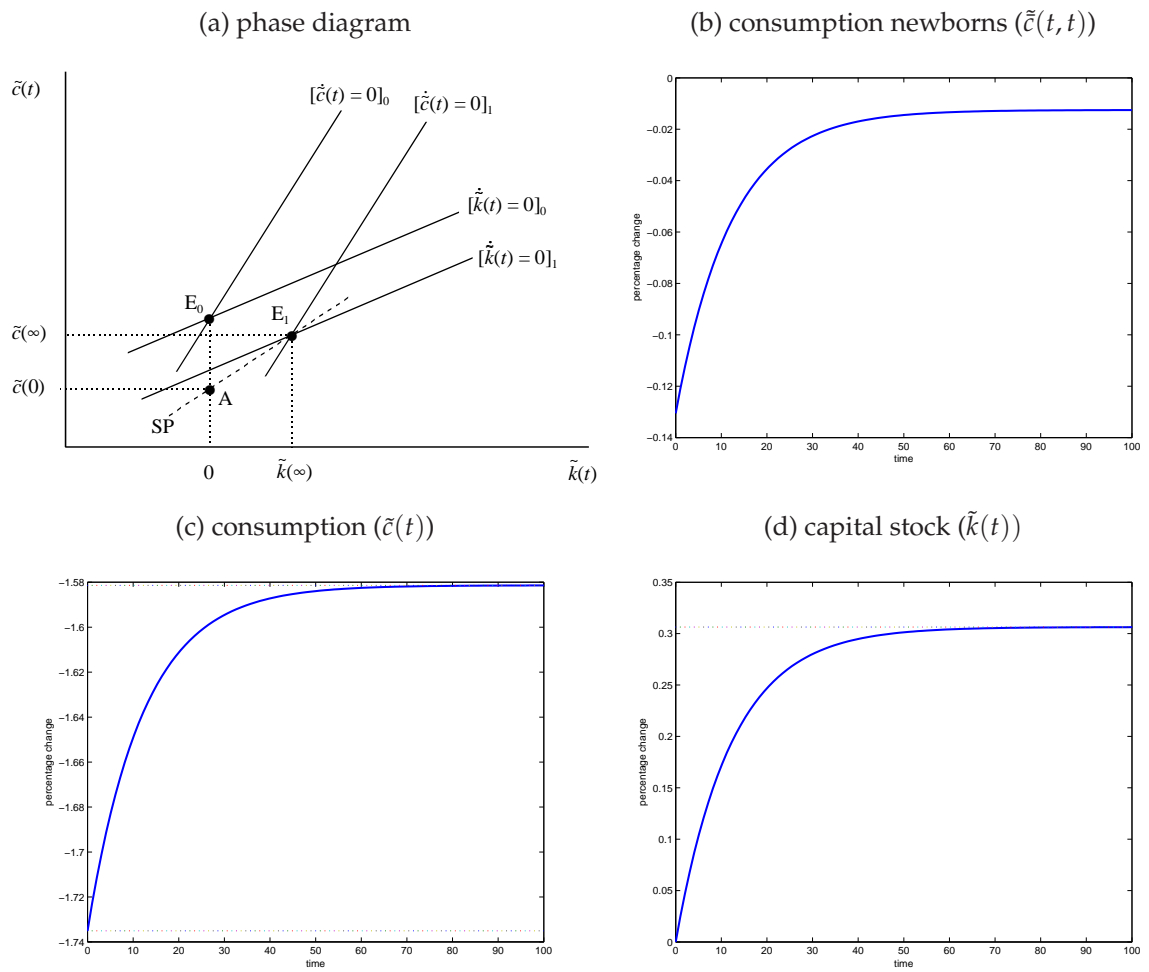 (a) phase diagram
c̃(t)
[c̃̇(t) = 0]₀
[c̃̇(t) = 0]₁
[k̃̇(t) = 0]₀
[k̃̇(t) = 0]₁
E₀
E₁
c̃(∞)
c̃(0)
A
SP
0
k̃(∞)
k̃(t)
(b) consumption newborns (c̄̃(t, t))
percentage change
0
−0.02
−0.04
−0.06
−0.08
−0.1
−0.12
−0.14
0 10 20 30 40 50 60 70 80 90 100
time
(c) consumption (c̃(t))
percentage change
−1.58
−1.6
−1.62
−1.64
−1.66
−1.68
−1.7
−1.72
−1.74
0 10 20 30 40 50 60 70 80 90 100
time
(d) capital stock (k̃(t))
percentage change
0.35
0.3
0.25
0.2
0.15
0.1
0.05
0
0 10 20 30 40 50 60 70 80 90 100
time